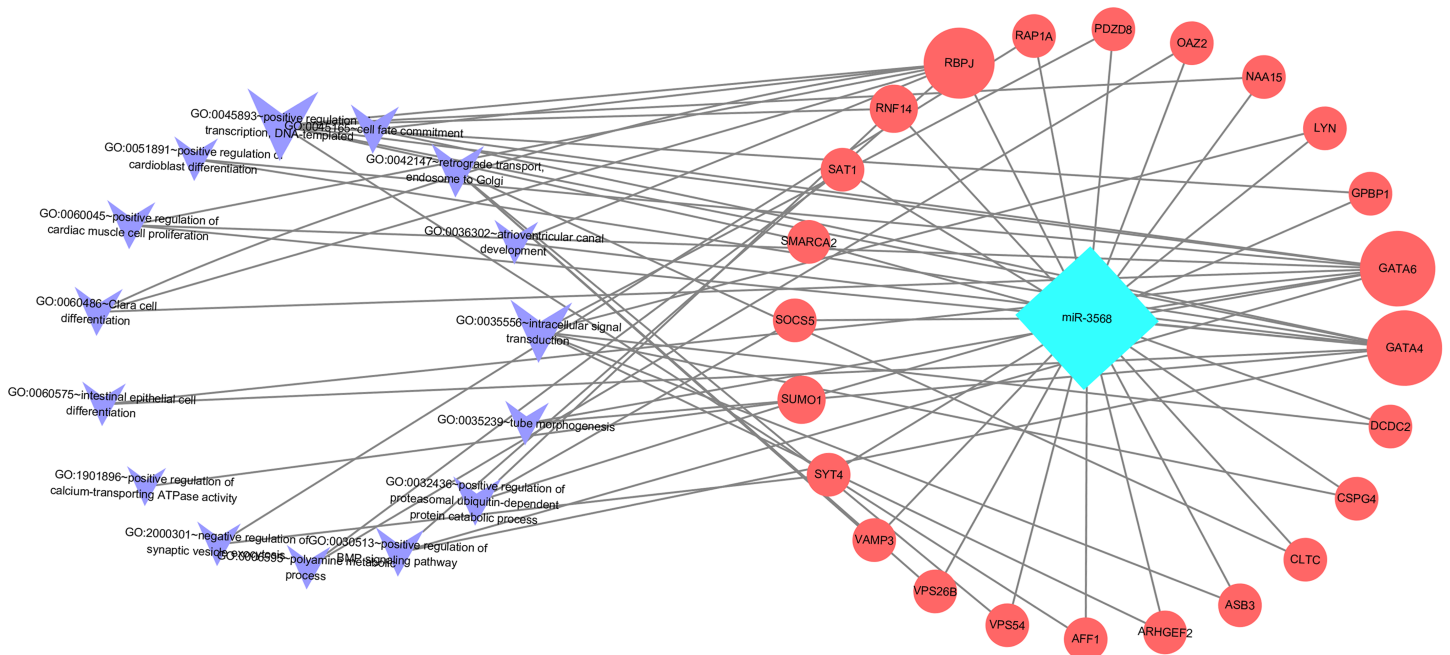 GO:0045893~positive regulation
transcription, DNA-templated
GO:0045165~cell fate commitment
GO:0051891~positive regulation of
cardioblast differentiation
GO:0042147~retrograde transport,
endosome to Golgi
GO:0060045~positive regulation of
cardiac muscle cell proliferation
GO:0036302~atrioventricular canal
development
GO:0060486~Clara cell
differentiation
GO:0035556~intracellular signal
transduction
GO:0060575~intestinal epithelial cell
differentiation
GO:0035239~tube morphogenesis
GO:1901896~positive regulation of
calcium-transporting ATPase activity
GO:0032436~positive regulation of
proteasomal ubiquitin-dependent
protein catabolic process
GO:2000301~negative regulation of
synaptic vesicle exocytosis
GO:0030513~positive regulation of
BMP signaling pathway
GO:0006595~polyamine metabolic
process
RBPJ
RAP1A
PDZD8
OAZ2
NAA15
LYN
GPBP1
GATA6
GATA4
DCDC2
CSPG4
CLTC
ASB3
ARHGEF2
AFF1
VPS54
VPS26B
VAMP3
SYT4
SUMO1
SOCS5
SMARCA2
SAT1
RNF14
miR-3568